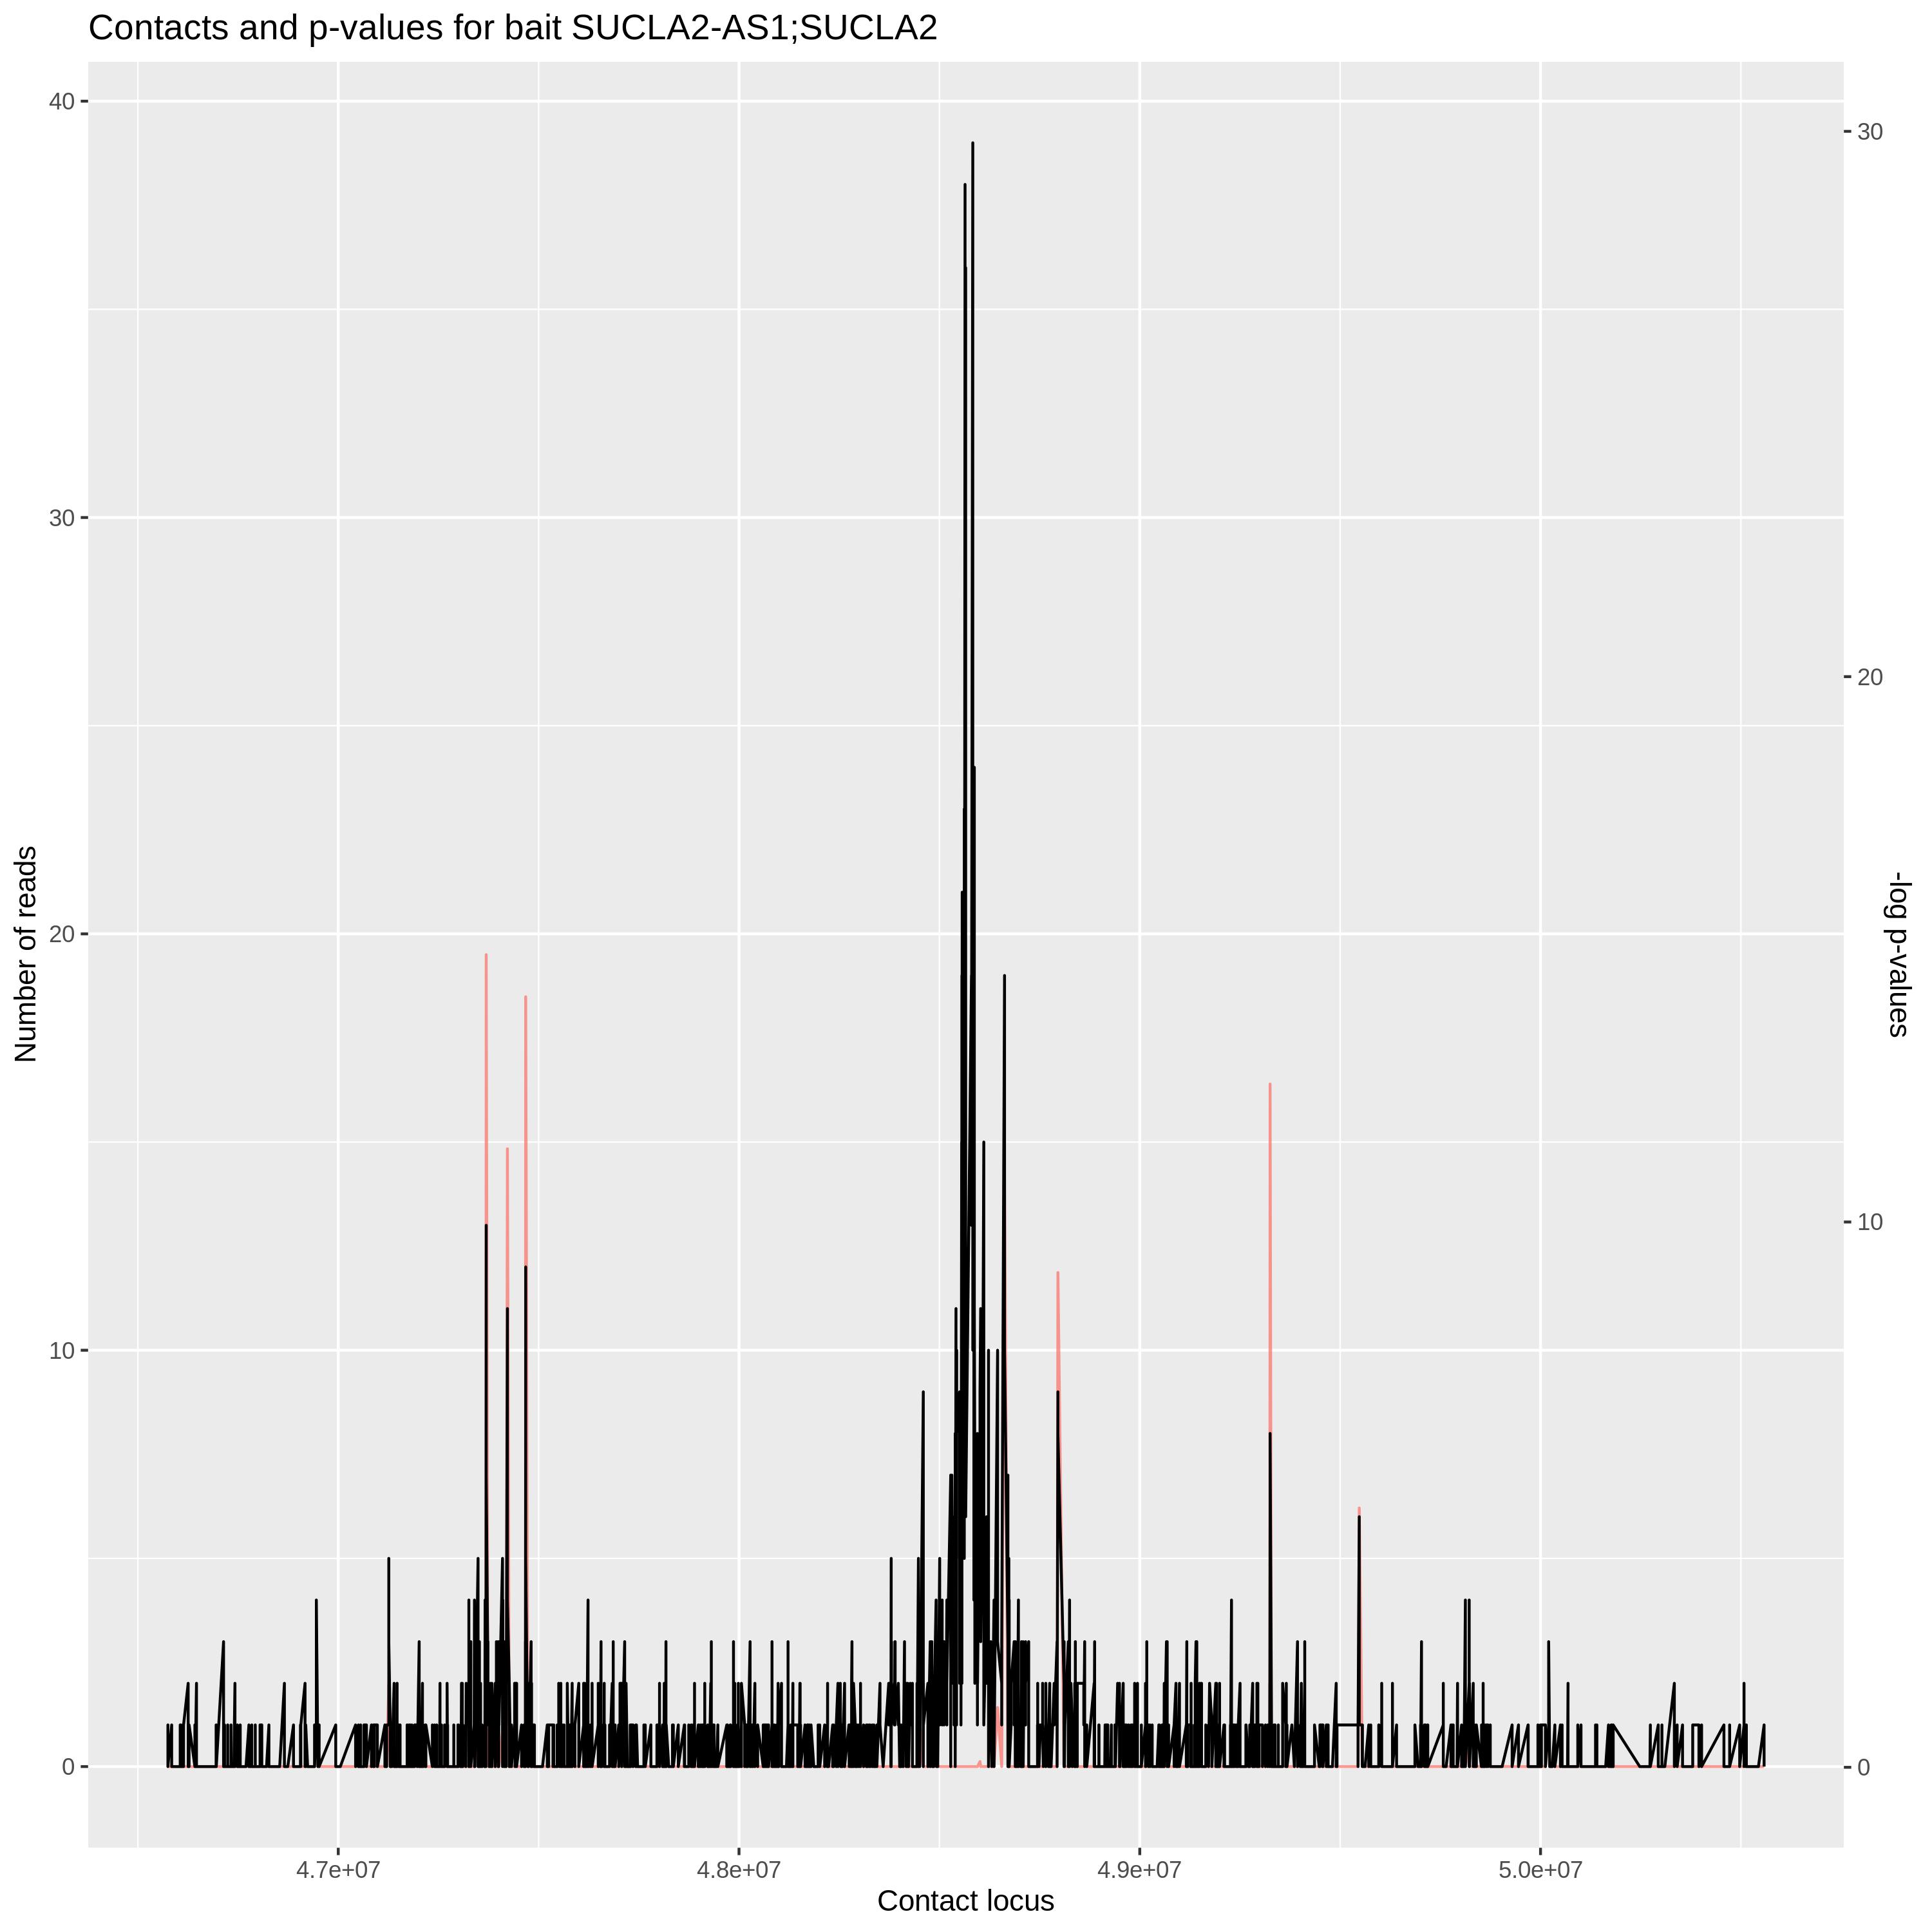 Contacts and p-values for bait SUCLA2-AS1;SUCLA2
40
30
20
10
0
Number of reads
30
20
10
0
-log p-values
4.7e+07 4.8e+07 4.9e+07 5.0e+07
Contact locus